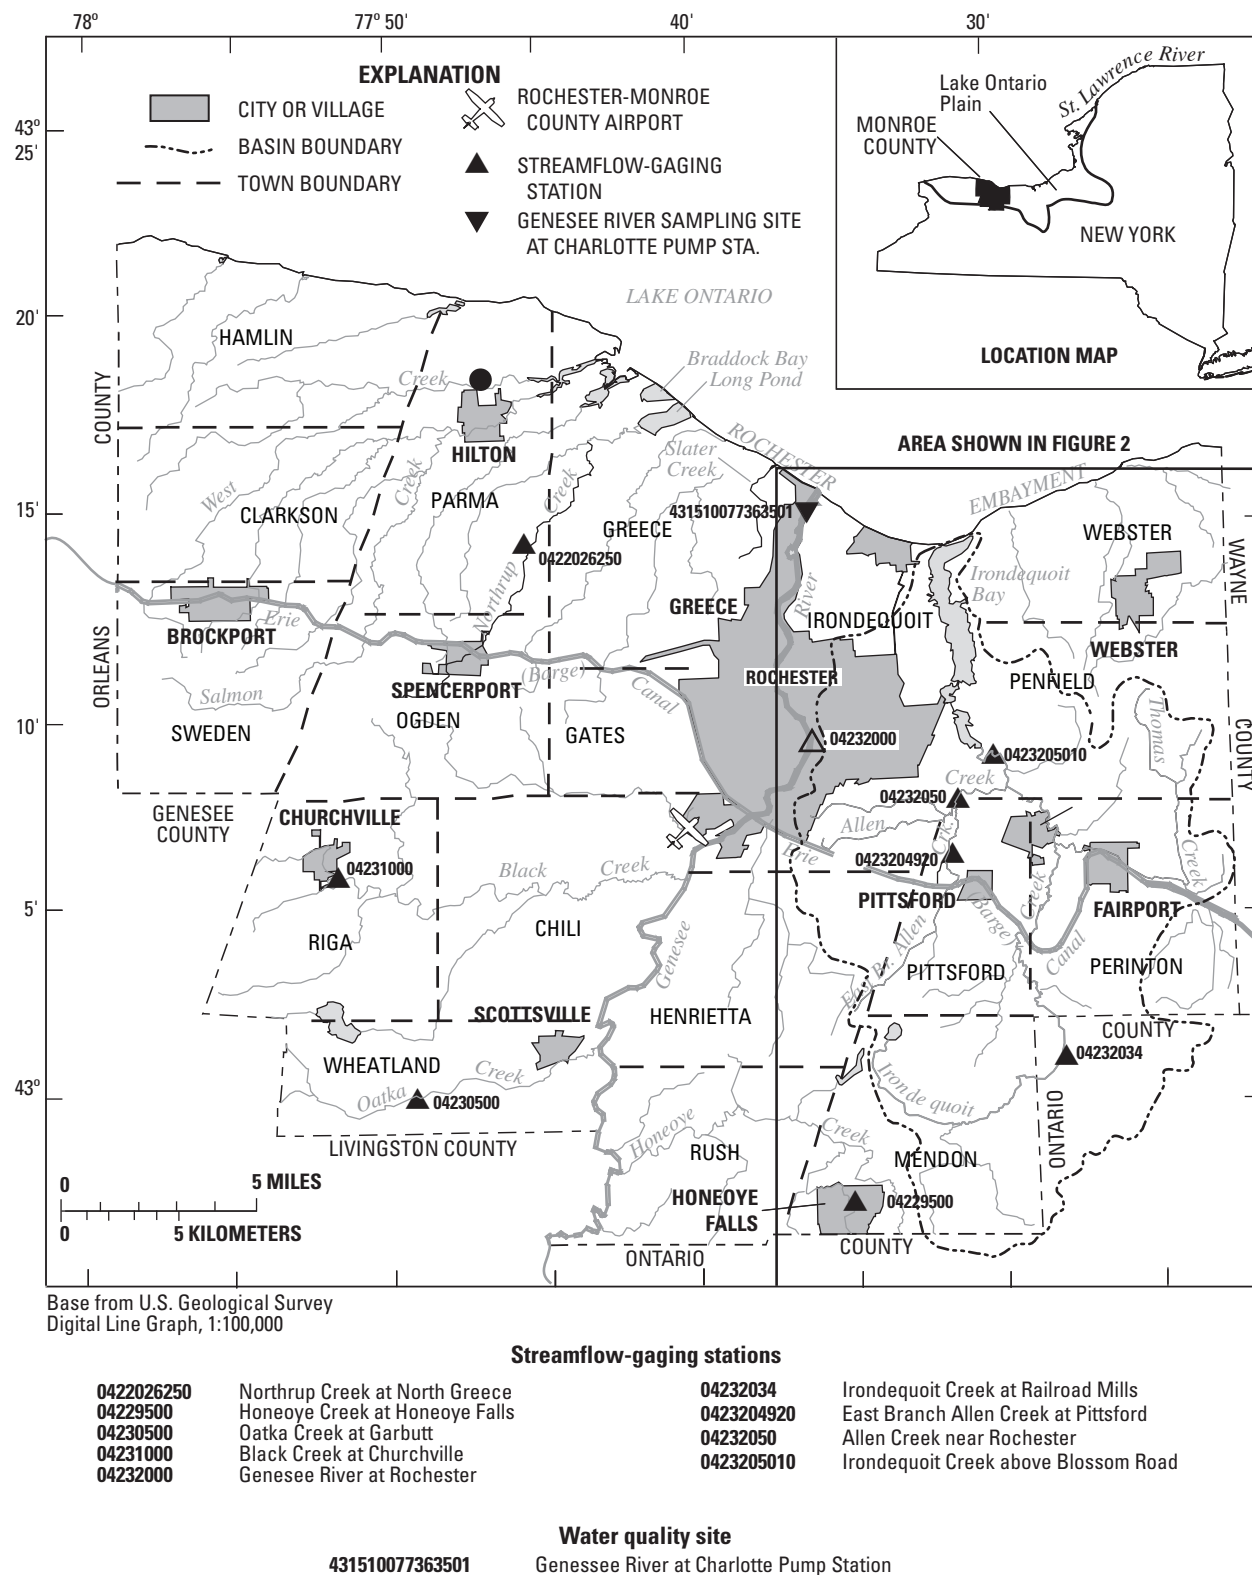 78°
77° 50'
40'
30'
EXPLANATION
CITY OR VILLAGE
BASIN BOUNDARY
TOWN BOUNDARY
ROCHESTER-MONROE
COUNTY AIRPORT
STREAMFLOW-GAGING
STATION
GENESEE RIVER SAMPLING SITE
AT CHARLOTTE PUMP STA.
Lake Ontario
Plain
St. Lawrence River
MONROE
COUNTY
NEW YORK
LOCATION MAP
43°
25'
20'
15'
10'
5'
43°
LAKE ONTARIO
HAMLIN
Creek
Braddock Bay
Long Pond
COUNTY
HILTON
Slater
Creek
ROCHESTER
AREA SHOWN IN FIGURE 2
EMBAYMENT
West
Creek
PARMA
Creek
CLARKSON
GREECE
431510077363501
WEBSTER
0422026250
WAYNE
Irondequoit
Bay
Northrup
GREECE
River
IRONDEQUOIT
Erie
BROCKPORT
WEBSTER
ORLEANS
SPENCERPORT
(Barge)
Canal
ROCHESTER
PENFIELD
Salmon
OGDEN
SWEDEN
GATES
04232000
Thomas
0423205010
COUNTY
Creek
GENESEE
COUNTY
CHURCHVILLE
04232050
Allen
Crk.
Erie
0423204920
04231000
Black
Creek
Creek
PITTSFORD
Creek
FAIRPORT
RIGA
CHILI
Genesee
East Br. Allen
(Barge)
Canal
PITTSFORD
PERINTON
SCOTTSVILLE
HENRIETTA
COUNTY
WHEATLAND
Creek
04232034
Oatka
04230500
Irondequoit
ONTARIO
LIVINGSTON COUNTY
Honeoye
Creek
RUSH
MENDON
0
5 MILES
0
5 KILOMETERS
HONEOYE
FALLS
04229500
ONTARIO
COUNTY
Base from U.S. Geological Survey
Digital Line Graph, 1:100,000
Streamflow-gaging stations
0422026250 Northrup Creek at North Greece
04229500 Honeoye Creek at Honeoye Falls
04230500 Oatka Creek at Garbutt
04231000 Black Creek at Churchville
04232000 Genesee River at Rochester
04232034 Irondequoit Creek at Railroad Mills
0423204920 East Branch Allen Creek at Pittsford
04232050 Allen Creek near Rochester
0423205010 Irondequoit Creek above Blossom Road
Water quality site
431510077363501 Genessee River at Charlotte Pump Station